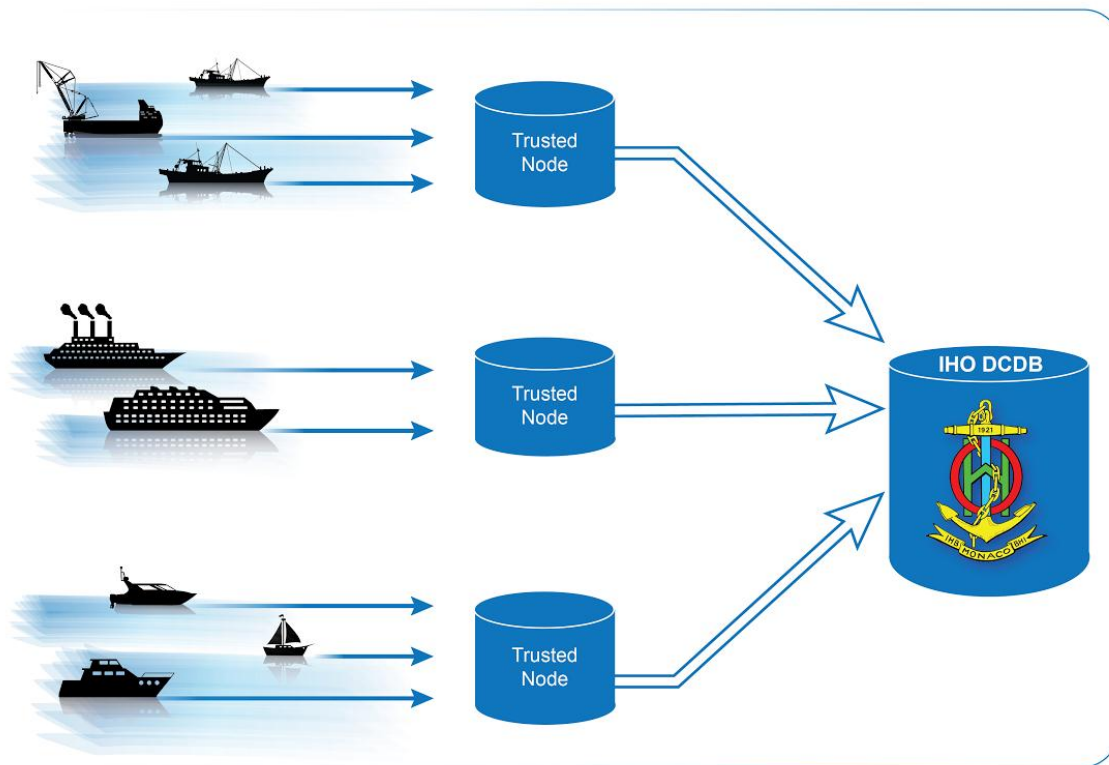 Trusted
Node
Trusted
Node
IHO DCDB
1921
IHB MONACO BHI
Trusted
Node